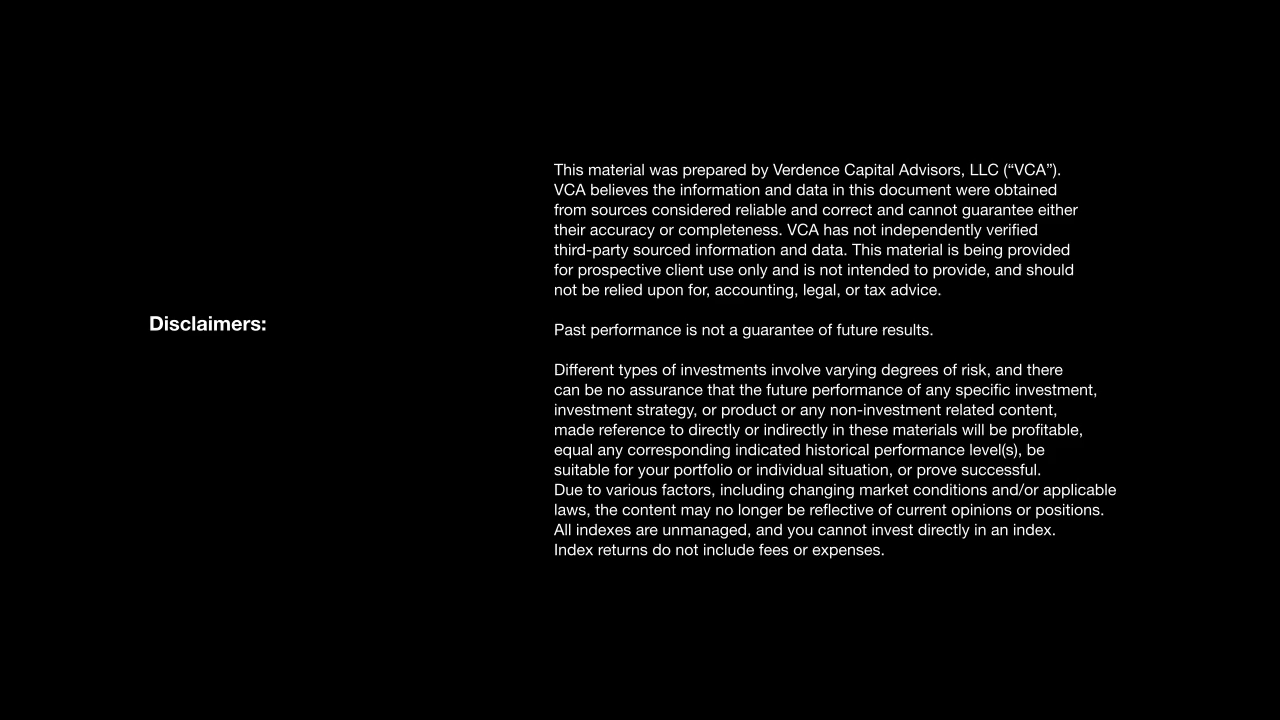 Disclaimers:
This material was prepared by Verdence Capital Advisors, LLC (“VCA”).
VCA believes the information and data in this document were obtained
from sources considered reliable and correct and cannot guarantee either
their accuracy or completeness. VCA has not independently verified
third-party sourced information and data. This material is being provided
for prospective client use only and is not intended to provide, and should
not be relied upon for, accounting, legal, or tax advice.
Past performance is not a guarantee of future results.
Different types of investments involve varying degrees of risk, and there
can be no assurance that the future performance of any specific investment,
investment strategy, or product or any non-investment related content,
made reference to directly or indirectly in these materials will be profitable,
equal any corresponding indicated historical performance level(s), be
suitable for your portfolio or individual situation, or prove successful.
Due to various factors, including changing market conditions and/or applicable
laws, the content may no longer be reflective of current opinions or positions.
All indexes are unmanaged, and you cannot invest directly in an index.
Index returns do not include fees or expenses.